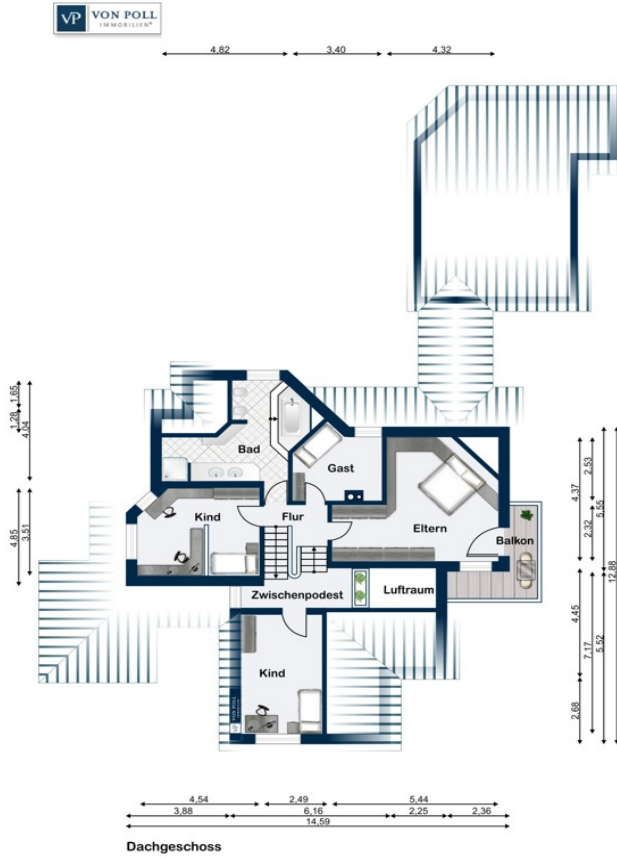 VP VON POLL
IMMOBILIEN®
4,82 3,40 4,32
1,65
1,28
4,04
4,85
3,51
Bad
Gast
Kind
Flur
Eltern
Balkon
Zwischenpodest
Luftraum
Kind
VP VON POLL
4,37
2,53
2,32
5,55
12,88
4,45
7,17
5,52
2,68
4,54 2,49 5,44
3,88 6,16 2,25 2,36
14,59
Dachgeschoss